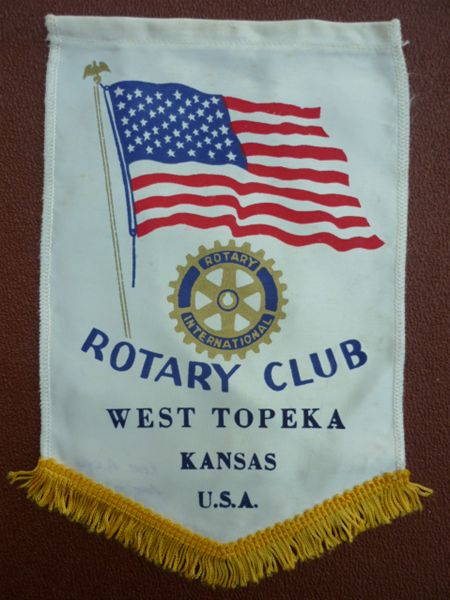 ROTARY
INTERNATIONAL
ROTARY CLUB
WEST TOPEKA
KANSAS
U.S.A.